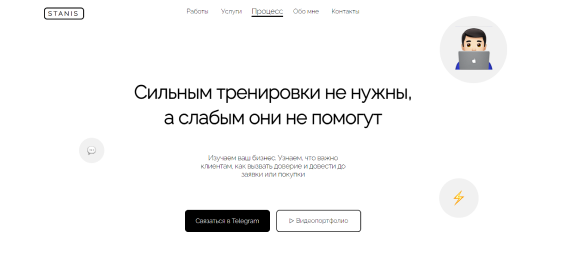 STANIS
Работы Услуги Процесс Обо мне Контакты
Сильным тренировки не нужны,
а слабым они не помогут
Изучаем ваш бизнес. Узнаем, что важно
клиентам, как вызвать доверие и довести до
заявки или покупки
Связаться в Telegram
Видеопортфолио